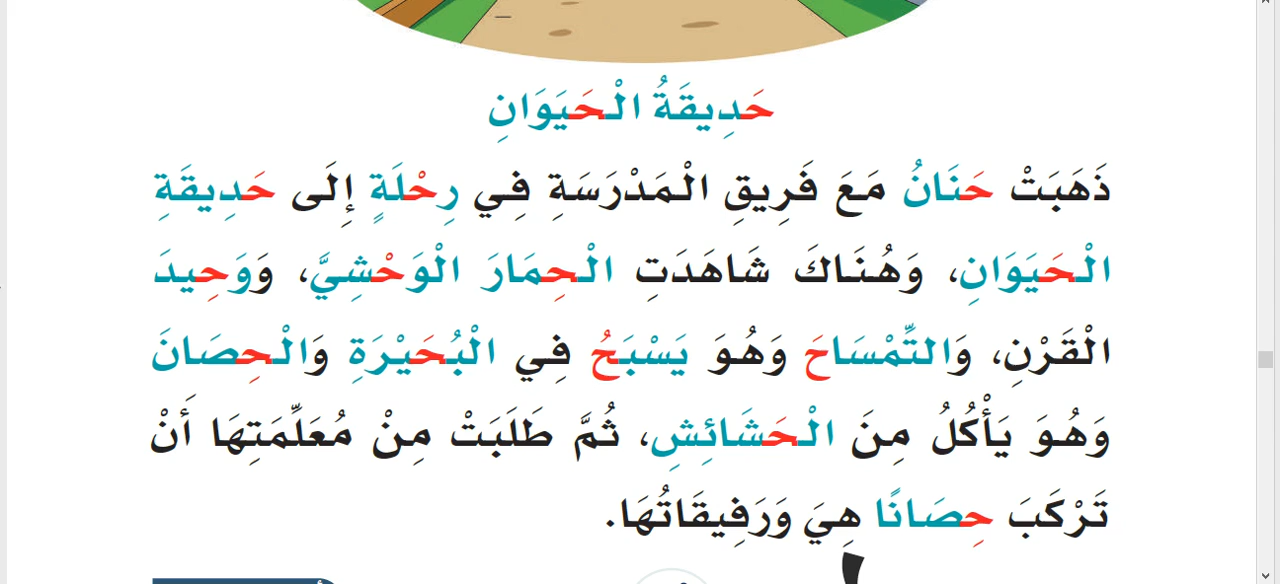 حَدِيقَةُ الْحَيَوَانِ
ذَهَبَتْ حَنَانُ مَعَ فَرِيقِ الْمَدْرَسَةِ فِي رِحْلَةٍ إِلَى حَدِيقَةِ
الْحَيَوَانِ، وَهُنَاكَ شَاهَدَتِ الْحِمَارَ الْوَحْشِيَّ، وَوَحِيدَ
الْقَرْنِ، وَالتِّمْسَاحَ وَهُوَ يَسْبَحُ فِي الْبُحَيْرَةِ وَالْحِصَانَ
وَهُوَ يَأْكُلُ مِنَ الْحَشَائِشِ، ثُمَّ طَلَبَتْ مِنْ مُعَلِّمَتِهَا أَنْ
تَرْكَبَ حِصَانًا هِيَ وَرَفِيقَاتُهَا.